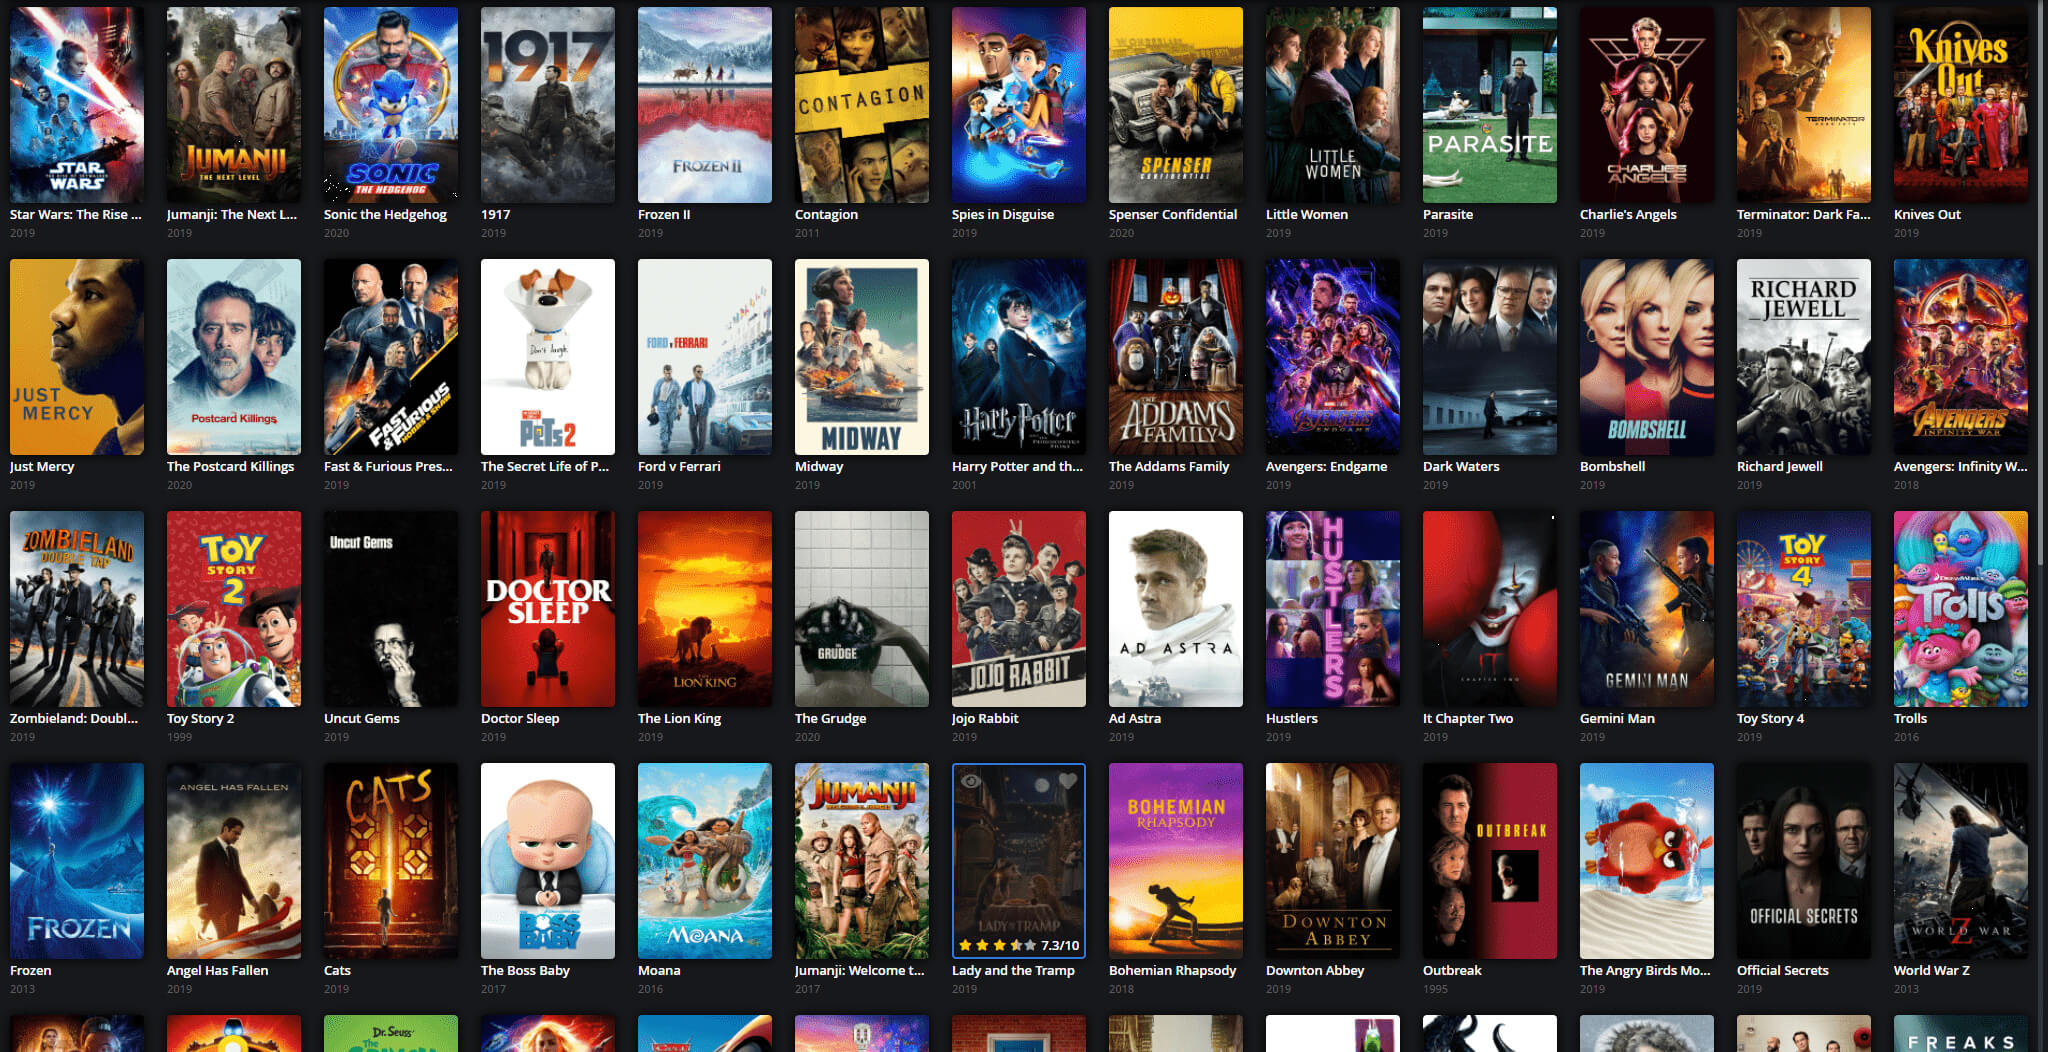 STAR
THE RISE OF SKYWALKER
WARS
JUMANJI
THE NEXT LEVEL
SONIC
THE HEDGEHOG
1917
FROZEN II
CONTAGION
SPENSER
CONFIDENTIAL
LITTLE
WOMEN
PARASITE
CHARLIE'S
ANGELS
TERMINATOR
DARK FATE
Knives
Out
Star Wars: The Rise ...
2019
Jumanji: The Next L...
2019
Sonic the Hedgehog
2020
1917
2019
Frozen II
2019
Contagion
2011
Spies in Disguise
2019
Spenser Confidential
2020
Little Women
2019
Parasite
2019
Charlie's Angels
2019
Terminator: Dark Fa...
2019
Knives Out
2019
JUST
MERCY
Postcard Killings
FAST
& FURIOUS
HOBBS & SHAW
Don't laugh.
PETS 2
FORD v FERRARI
MIDWAY
Harry Potter
THE
ADDAMS
FAMILY
AVENGERS
ENDGAME
BOMBSHELL
RICHARD
JEWELL
AVENGERS
INFINITY WAR
Just Mercy
2019
The Postcard Killings
2020
Fast & Furious Pres...
2019
The Secret Life of P...
2019
Ford v Ferrari
2019
Midway
2019
Harry Potter and th...
2001
The Addams Family
2019
Avengers: Endgame
2019
Dark Waters
2019
Bombshell
2019
Richard Jewell
2019
Avengers: Infinity W...
2018
ZOMBIELAND
DOUBLE TAP
TOY
STORY
2
Uncut Gems
DOCTOR
SLEEP
THE
LION KING
THE
GRUDGE
JOJO RABBIT
AD ASTRA
HUSTLERS
IT
CHAPTER TWO
GEMINI MAN
TOY
STORY
4
DREAMWORKS
Trolls
Zombieland: Doubl...
2019
Toy Story 2
1999
Uncut Gems
2019
Doctor Sleep
2019
The Lion King
2019
The Grudge
2020
Jojo Rabbit
2019
Ad Astra
2019
Hustlers
2019
It Chapter Two
2019
Gemini Man
2019
Toy Story 4
2019
Trolls
2016
FROZEN
ANGEL HAS FALLEN
CATS
BOSS
BABY
MOANA
JUMANJI
WELCOME TO THE JUNGLE
LADY AND THE TRAMP
7.3/10
BOHEMIAN
RHAPSODY
DOWNTON
ABBEY
OUTBREAK
OFFICIAL SECRETS
WORLD WAR Z
Frozen
2013
Angel Has Fallen
2019
Cats
2019
The Boss Baby
2017
Moana
2016
Jumanji: Welcome t...
2017
Lady and the Tramp
2019
Bohemian Rhapsody
2018
Downton Abbey
2019
Outbreak
1995
The Angry Birds Mo...
2019
Official Secrets
2019
World War Z
2013
Dr. Seuss'
The
FREAKS